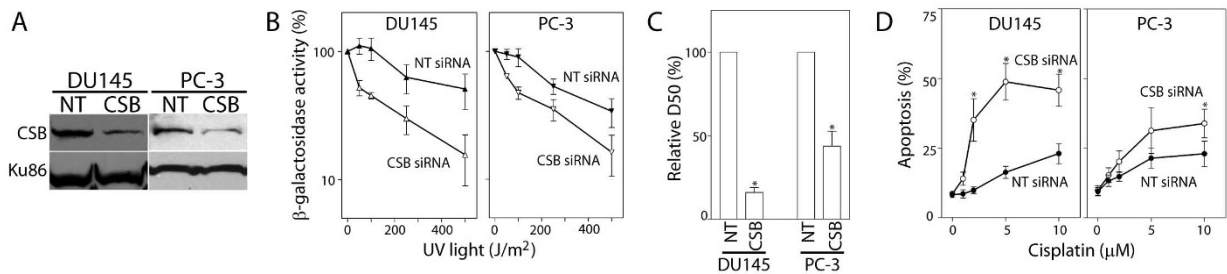 A
DU145 PC-3
NT CSB NT CSB
CSB
Ku86
B
DU145 PC-3
β-galactosidase activity (%)
100
10
NT siRNA
CSB siRNA
NT siRNA
CSB siRNA
0 200 400 0 200 400
UV light (J/m²)
C
Relative D50 (%)
100
50
0
*
*
NT CSB NT CSB
DU145 PC-3
D
DU145 PC-3
Apoptosis (%)
75
50
25
0
CSB siRNA
* * *
NT siRNA
CSB siRNA
*
NT siRNA
0 5 10 0 5 10
Cisplatin (μM)